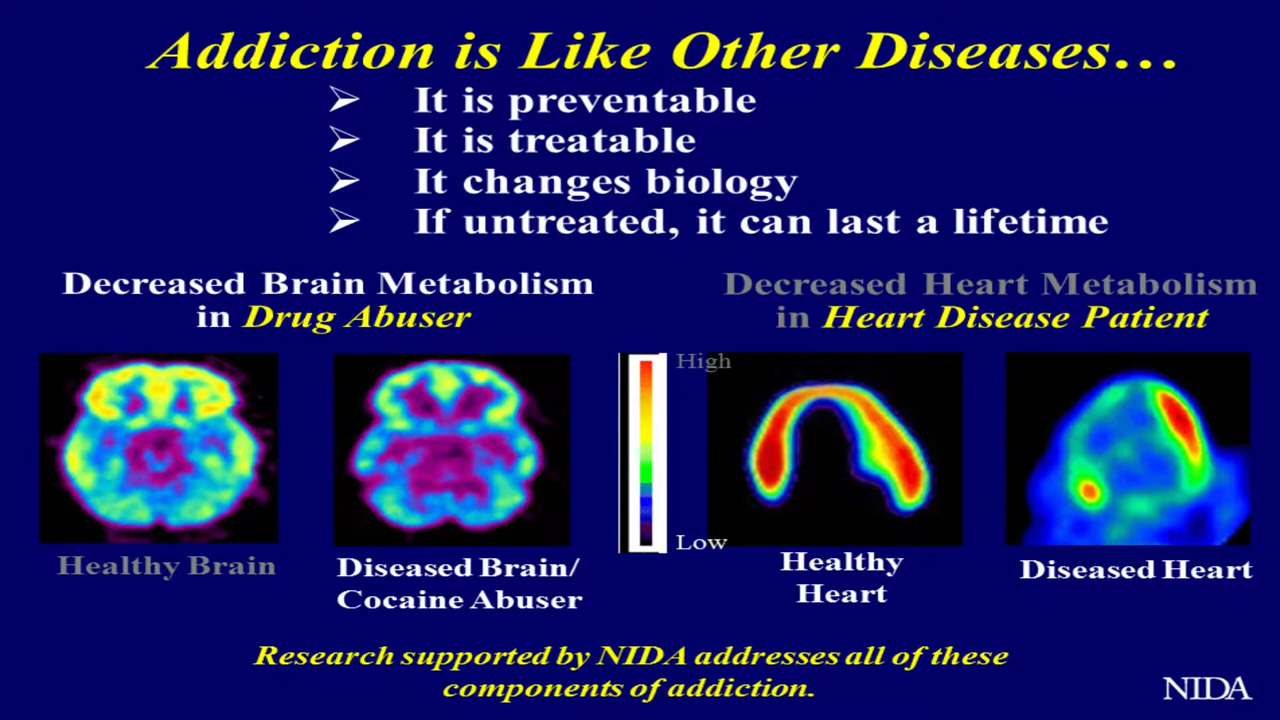 Addiction is Like Other Diseases…
➢ It is preventable
➢ It is treatable
➢ It changes biology
➢ If untreated, it can last a lifetime
Decreased Brain Metabolism
in Drug Abuser
Decreased Heart Metabolism
in Heart Disease Patient
High
Low
Healthy Brain
Diseased Brain/
Cocaine Abuser
Healthy
Heart
Diseased Heart
Research supported by NIDA addresses all of these
components of addiction.
NIDA